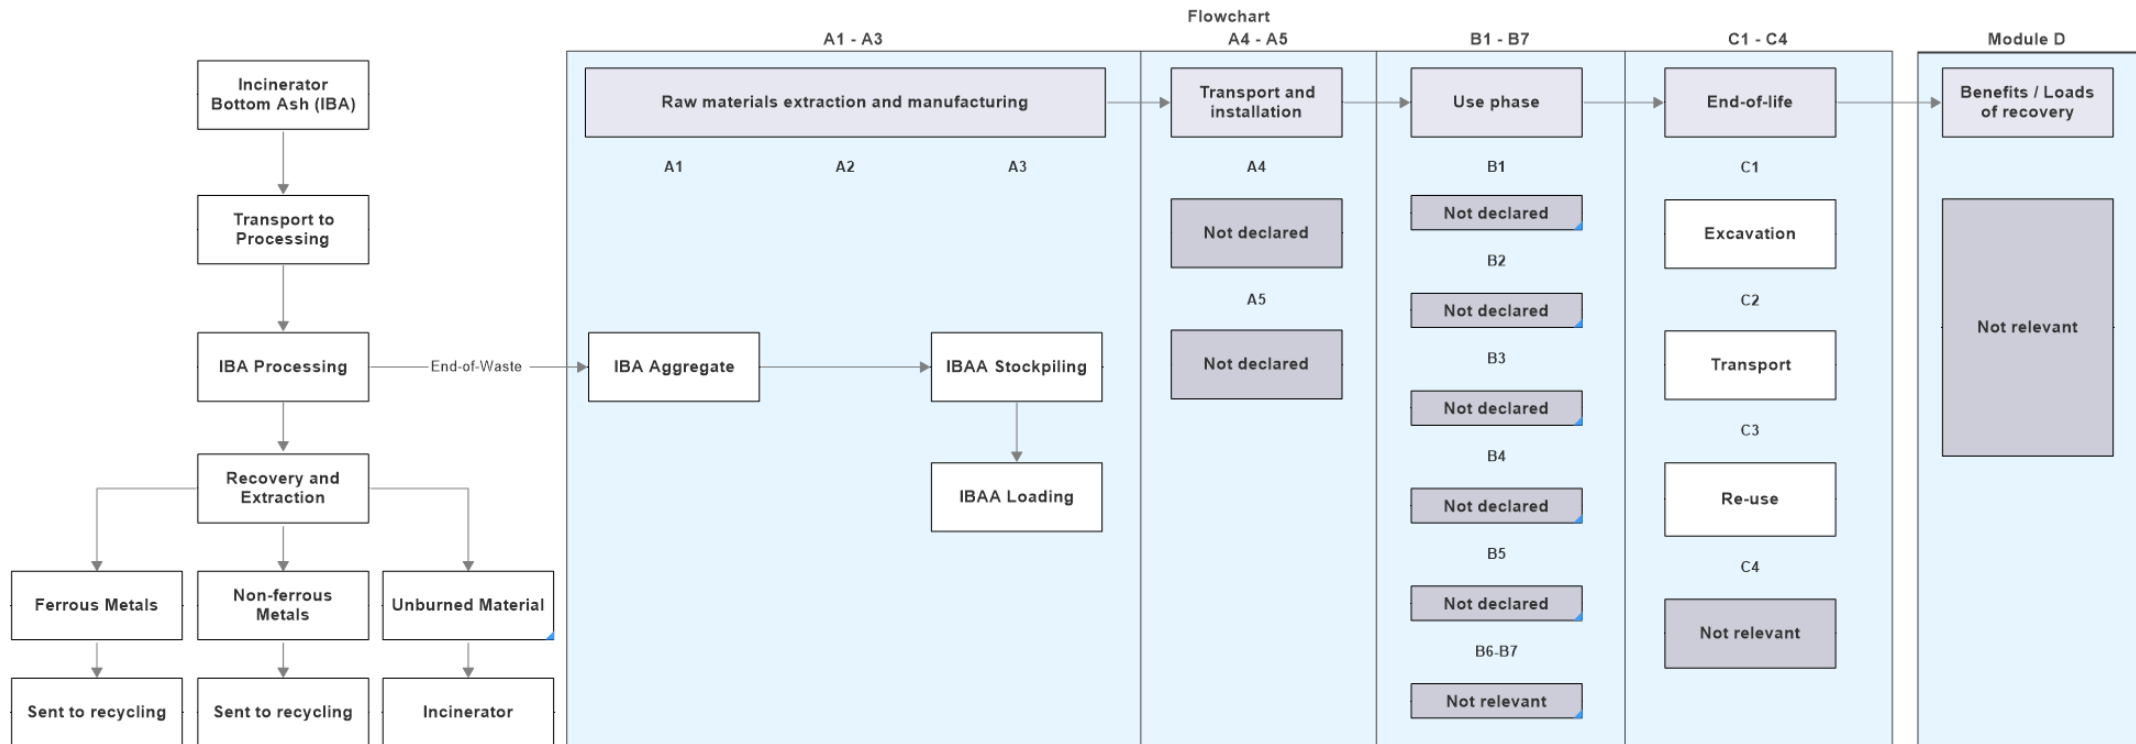 Flowchart
A1 - A3
A4 - A5
B1 - B7
C1 - C4
Module D
Incinerator
Bottom Ash (IBA)
Transport to
Processing
IBA Processing
End-of-Waste
Recovery and
Extraction
Ferrous Metals
Non-ferrous
Metals
Unburned Material
Sent to recycling
Sent to recycling
Incinerator
Raw materials extraction and manufacturing
A1
A2
A3
IBA Aggregate
IBAA Stockpiling
IBAA Loading
Transport and
installation
A4
Not declared
A5
Not declared
Use phase
B1
Not declared
B2
Not declared
B3
Not declared
B4
Not declared
B5
Not declared
B6-B7
Not relevant
End-of-life
C1
Excavation
C2
Transport
C3
Re-use
C4
Not relevant
Benefits / Loads
of recovery
Not relevant